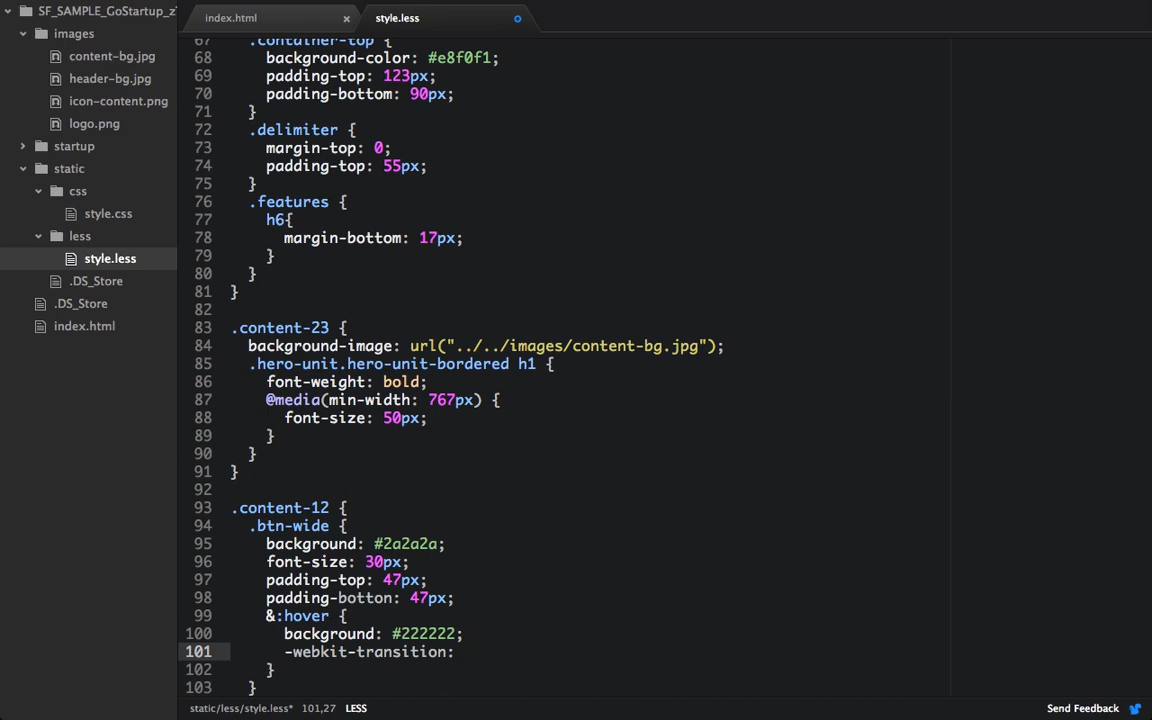 SF_SAMPLE_GoStartup_z
images
content-bg.jpg
header-bg.jpg
icon-content.png
logo.png
startup
static
css
style.css
less
style.less
.DS_Store
.DS_Store
index.html
index.html
style.less
67 .container-top {
68 background-color: #e8f0f1;
69 padding-top: 123px;
70 padding-bottom: 90px;
71 }
72 .delimiter {
73 margin-top: 0;
74 padding-top: 55px;
75 }
76 .features {
77 h6{
78 margin-bottom: 17px;
79 }
80 }
81 }
82
83 .content-23 {
84 background-image: url("../../images/content-bg.jpg");
85 .hero-unit.hero-unit-bordered h1 {
86 font-weight: bold;
87 @media(min-width: 767px) {
88 font-size: 50px;
89 }
90 }
91 }
92
93 .content-12 {
94 .btn-wide {
95 background: #2a2a2a;
96 font-size: 30px;
97 padding-top: 47px;
98 padding-botton: 47px;
99 &:hover {
100 background: #222222;
101 -webkit-transition:
102 }
103 }
static/less/style.less* 101,27 LESS
Send Feedback